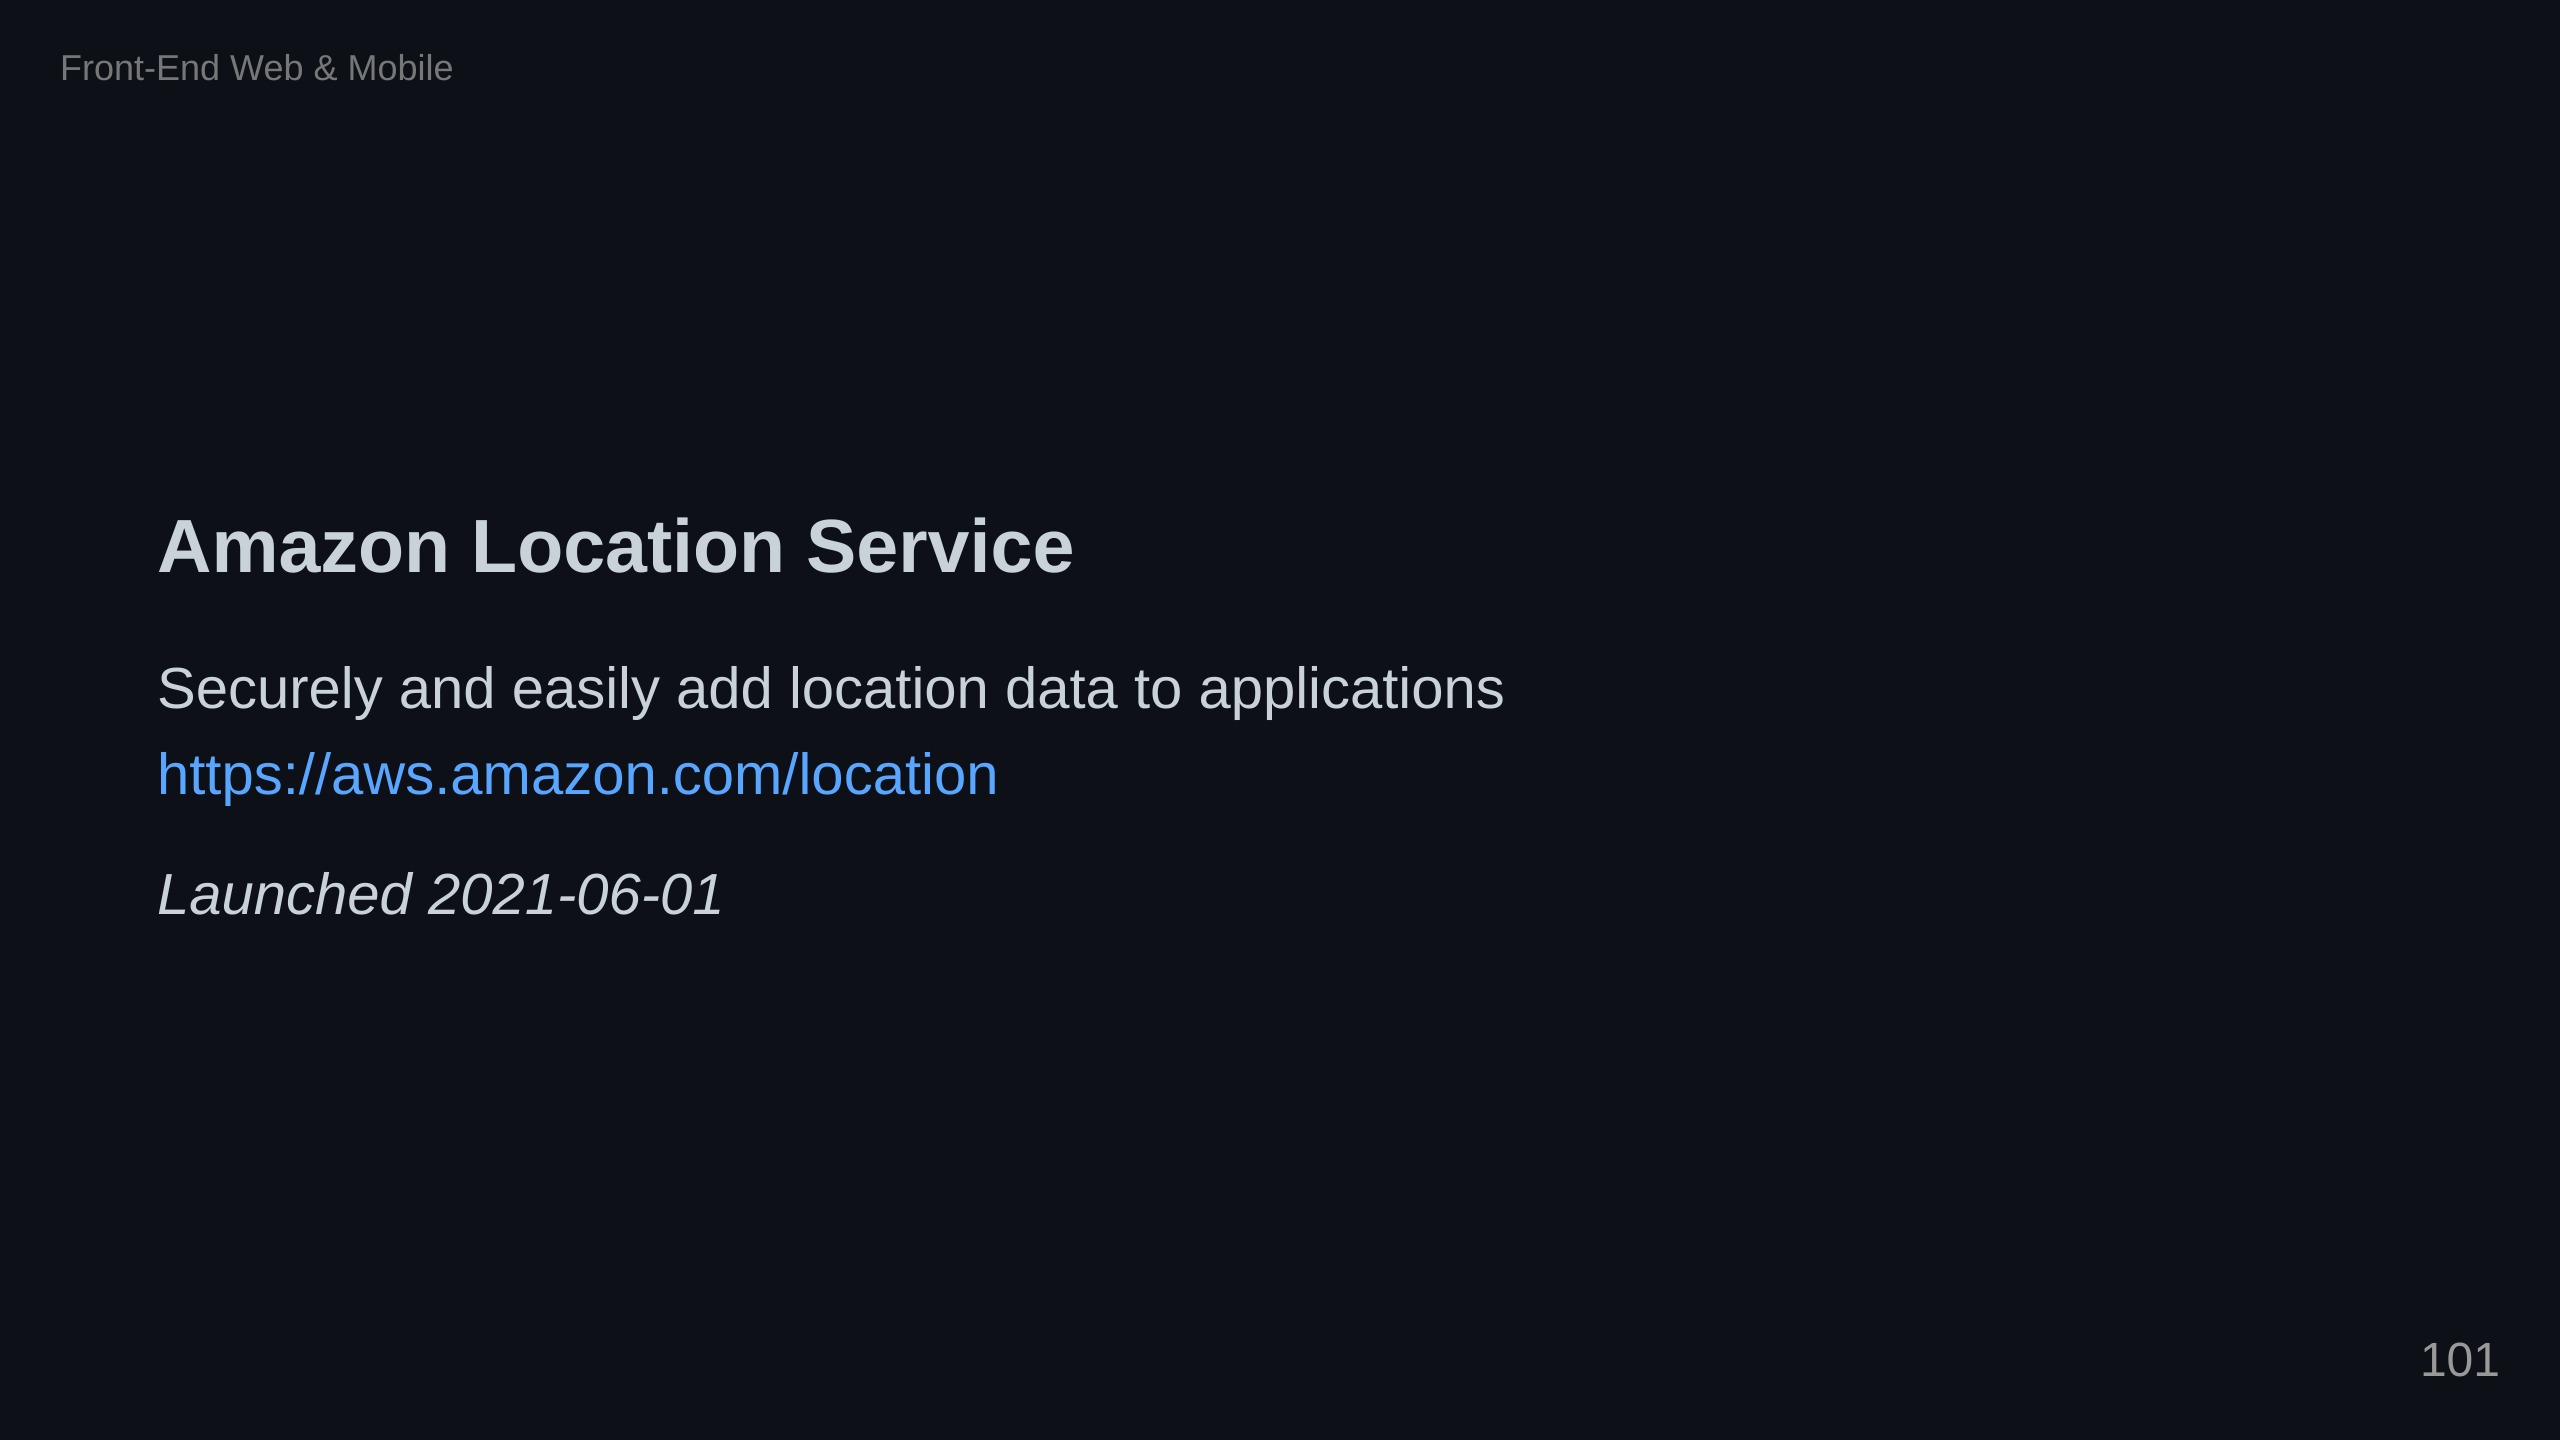 Front-End Web & Mobile
Amazon Location Service
Securely and easily add location data to applications
https://aws.amazon.com/location
Launched 2021-06-01
101